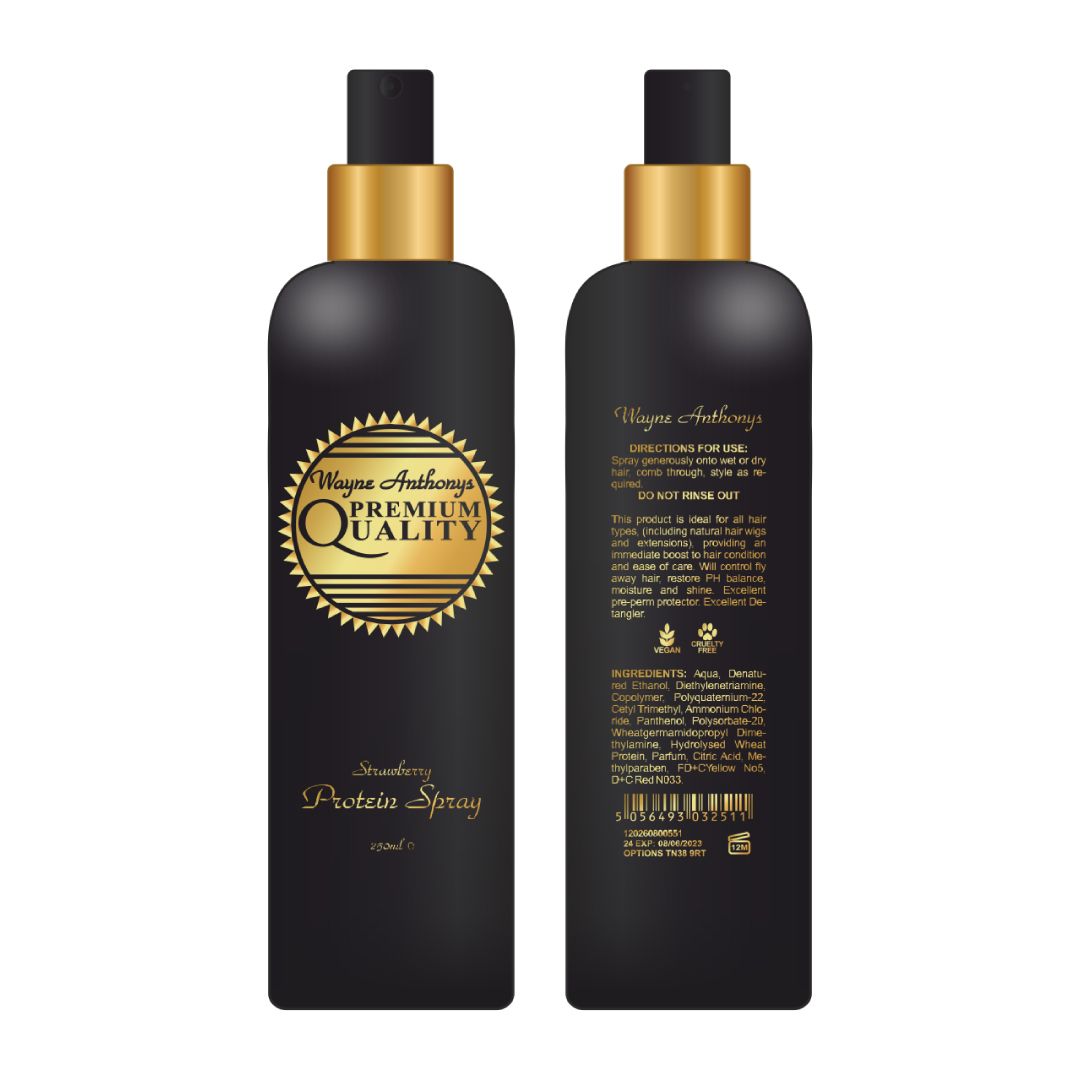 Wayne Anthonys
PREMIUM
QUALITY
Strawberry
Protein Spray
250ml
Wayne Anthonys
DIRECTIONS FOR USE:
Spray generously onto wet or dry
hair, comb through, style as re-
quired.
DO NOT RINSE OUT
This product is ideal for all hair
types, (including natural hair wigs
and extensions), providing an
immediate boost to hair condition
and ease of care. Will control fly
away hair, restore PH balance,
moisture and shine. Excellent
pre-perm protector. Excellent De-
tangler.
VEGAN
CRUELTY
FREE
INGREDIENTS: Aqua, Denatu-
red Ethanol, Diethylenetriamine,
Copolymer, Polyquaternium-22,
Cetyl Trimethyl, Ammonium Chlo-
ride, Panthenol, Polysorbate-20,
Wheatgermamidopropyl Dime-
thylamine, Hydrolysed Wheat
Protein, Parfum, Citric Acid, Me-
thylparaben, FD+CYellow No5,
D+C Red N033.
5 056493 032511
120260800551
24 EXP: 08/06/2023
OPTIONS TN38 9RT
12M